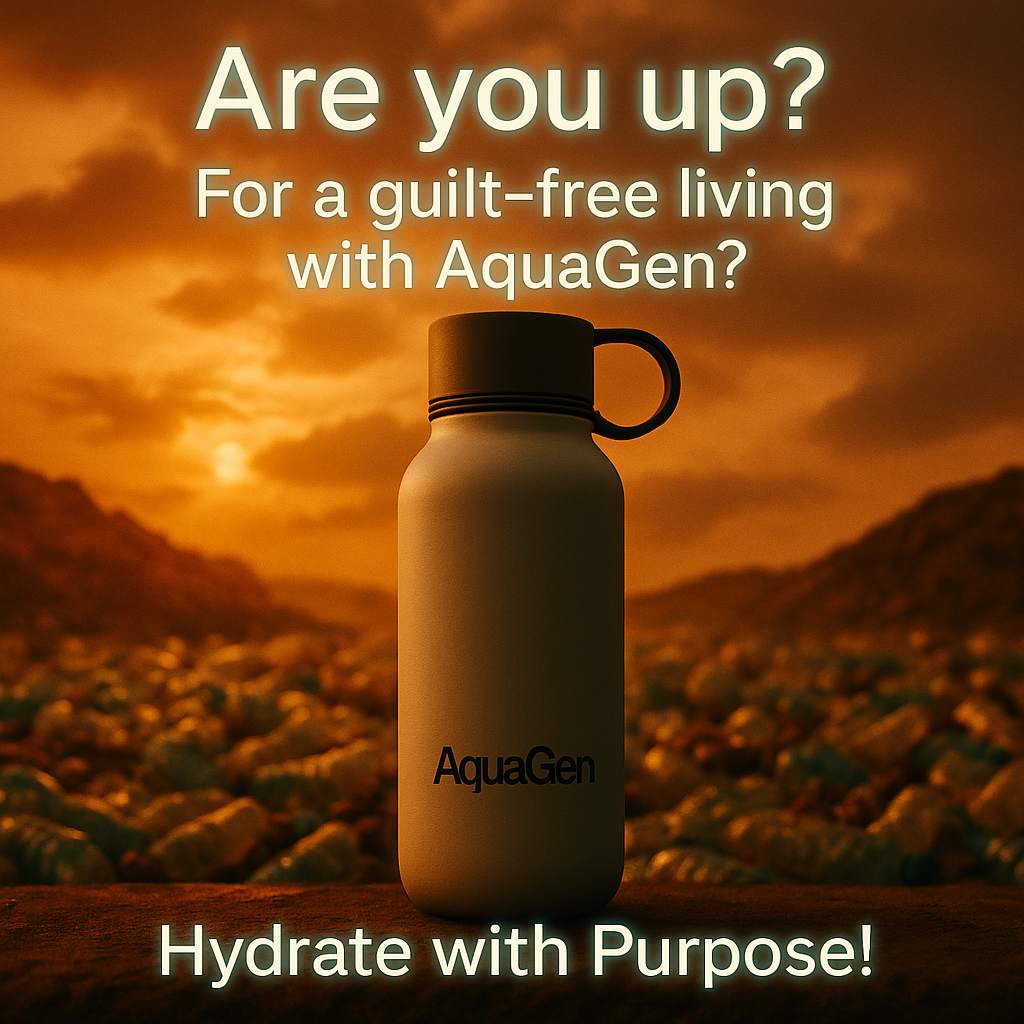 Are you up?
For a guilt-free living
with AquaGen?
AquaGen
Hydrate with Purpose!